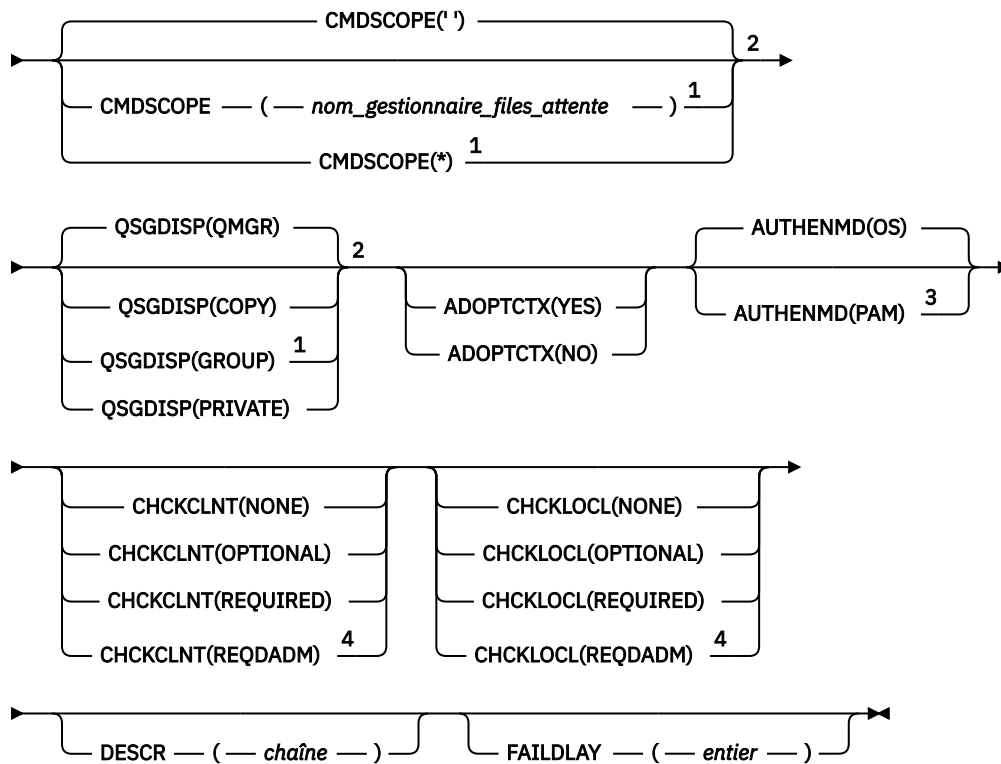 CMDSCOPE(' ')
2
CMDSCOPE ( nom_gestionnaire_files_attente ) 1
CMDSCOPE(*) 1
QSGDISP(QMGR)
2
QSGDISP(COPY)
QSGDISP(GROUP) 1
QSGDISP(PRIVATE)
ADOPTCTX(YES)
ADOPTCTX(NO)
AUTHENMD(OS)
AUTHENMD(PAM) 3
CHCKCLNT(NONE)
CHCKCLNT(OPTIONAL)
CHCKCLNT(REQUIRED)
CHCKCLNT(REQDADM) 4
CHCKLOCL(NONE)
CHCKLOCL(OPTIONAL)
CHCKLOCL(REQUIRED)
CHCKLOCL(REQDADM) 4
DESCR ( chaîne )
FAILDLAY ( entier )